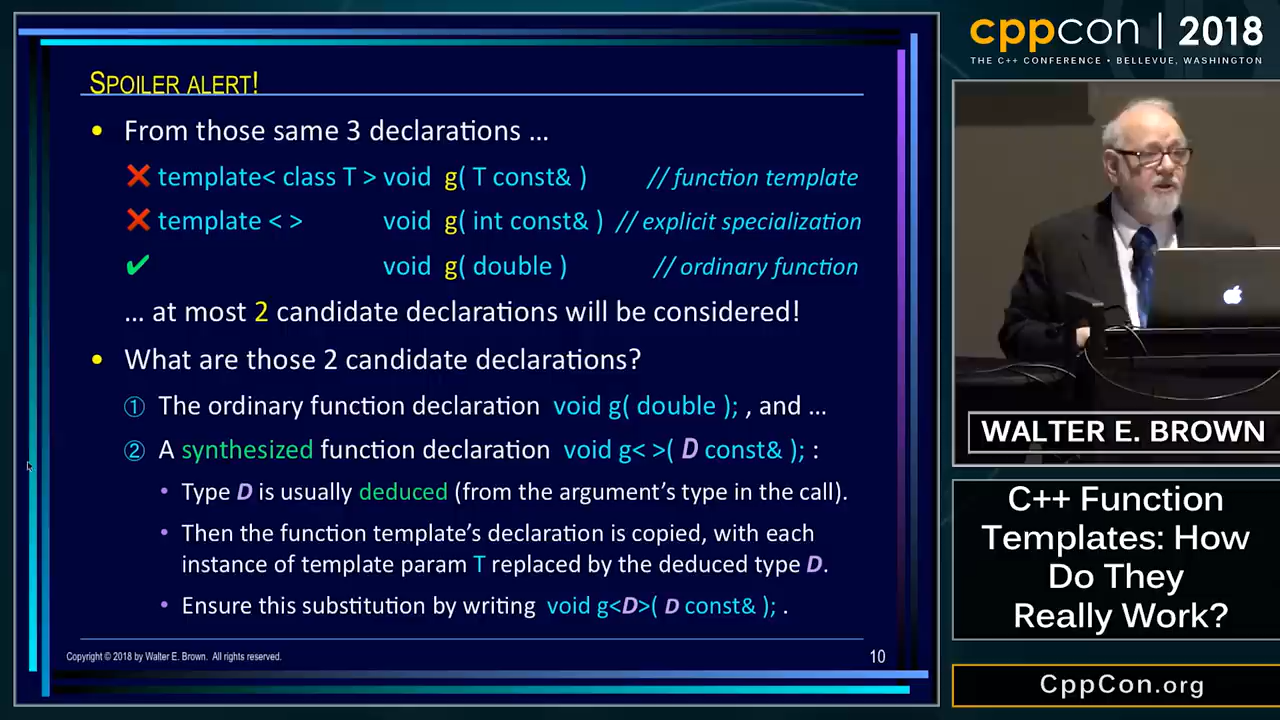 SPOILER ALERT!
• From those same 3 declarations …
✘ template< class T > void g( T const& ) // function template
✘ template < > void g( int const& ) // explicit specialization
✔ void g( double ) // ordinary function
… at most 2 candidate declarations will be considered!
• What are those 2 candidate declarations?
① The ordinary function declaration void g( double ); , and …
② A synthesized function declaration void g< >( D const& ); :
• Type D is usually deduced (from the argument's type in the call).
• Then the function template's declaration is copied, with each
instance of template param T replaced by the deduced type D.
• Ensure this substitution by writing void g<D>( D const& ); .
Copyright © 2018 by Walter E. Brown. All rights reserved.
10
cppcon | 2018
THE C++ CONFERENCE • BELLEVUE, WASHINGTON
WALTER E. BROWN
C++ Function
Templates: How
Do They
Really Work?
CppCon.org